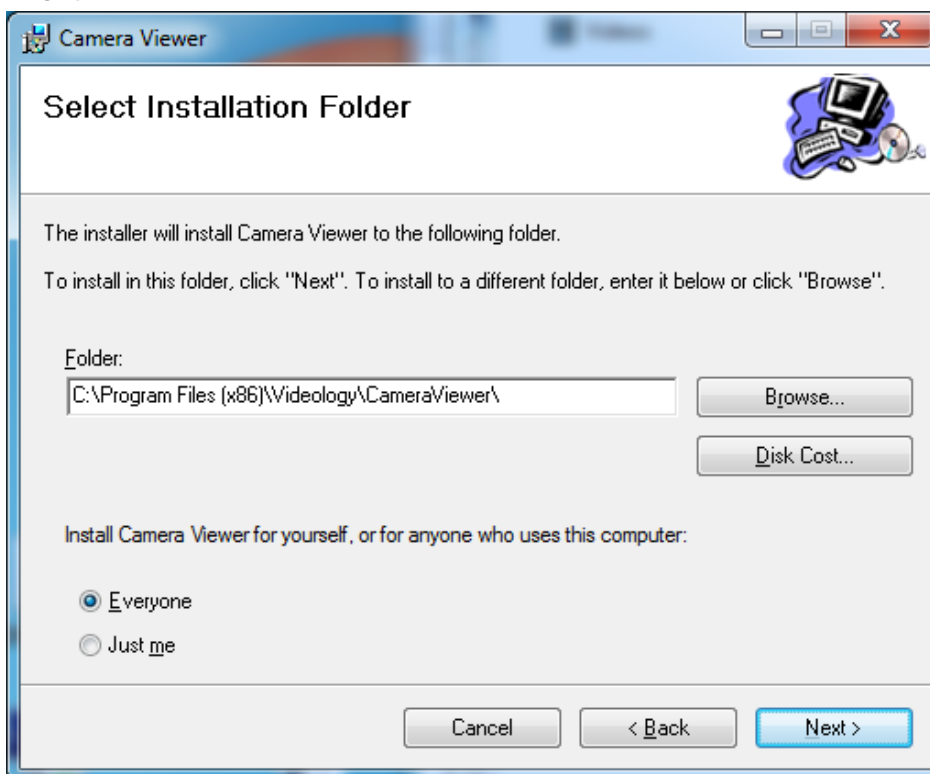 Camera Viewer
Select Installation Folder
The installer will install Camera Viewer to the following folder.
To install in this folder, click "Next". To install to a different folder, enter it below or click "Browse".
Folder:
C:\Program Files (x86)\Videology\CameraViewer\
Browse...
Disk Cost...
Install Camera Viewer for yourself, or for anyone who uses this computer:
Everyone
Just me
Cancel
< Back
Next >